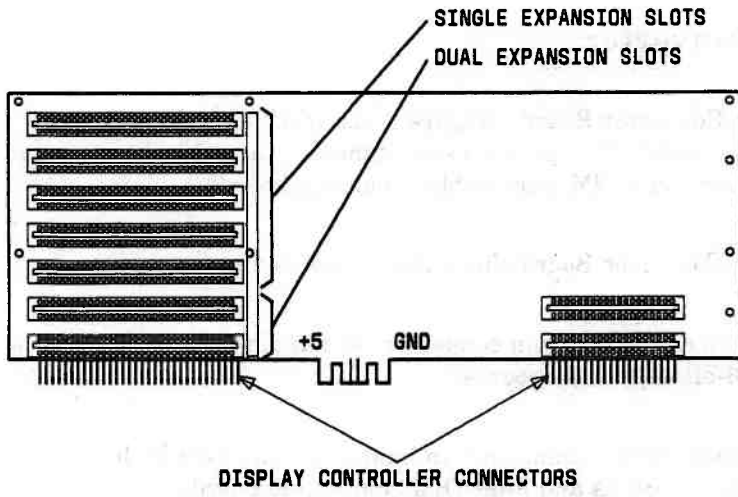 SINGLE EXPANSION SLOTS
DUAL EXPANSION SLOTS
+5 GND
DISPLAY CONTROLLER CONNECTORS